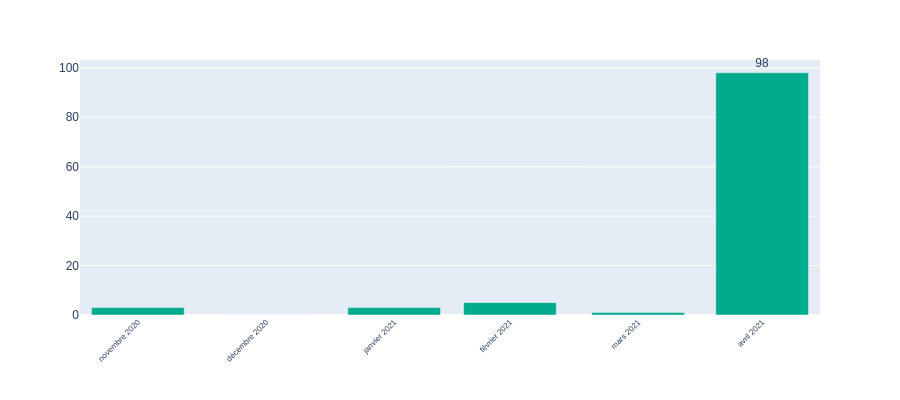 98
100
80
60
40
20
0
novembre 2020
décembre 2020
janvier 2021
février 2021
mars 2021
avril 2021